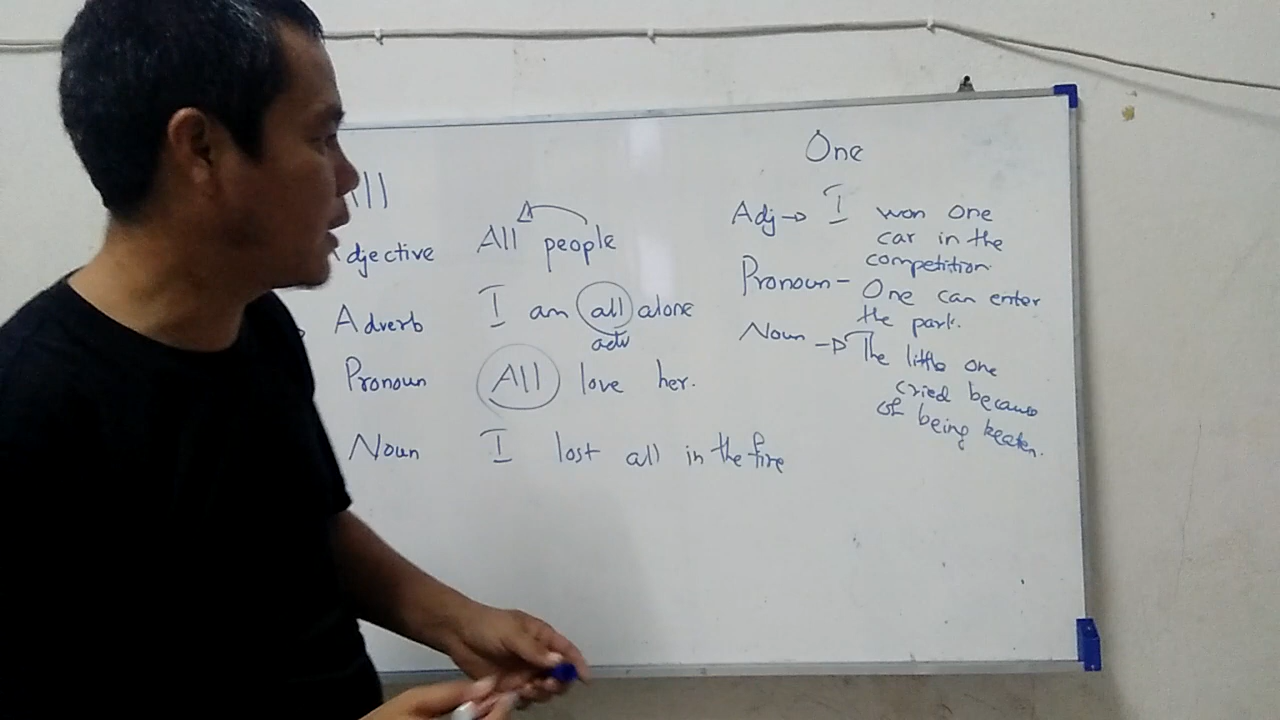 All
Adjective All people
Adverb I am all alone
adv
Pronoun All love her.
Noun I lost all in the fire
One
Adj → I won one
car in the
competition.
Pronoun - One can enter
the park.
Noun → The little one
cried because
of being beaten.